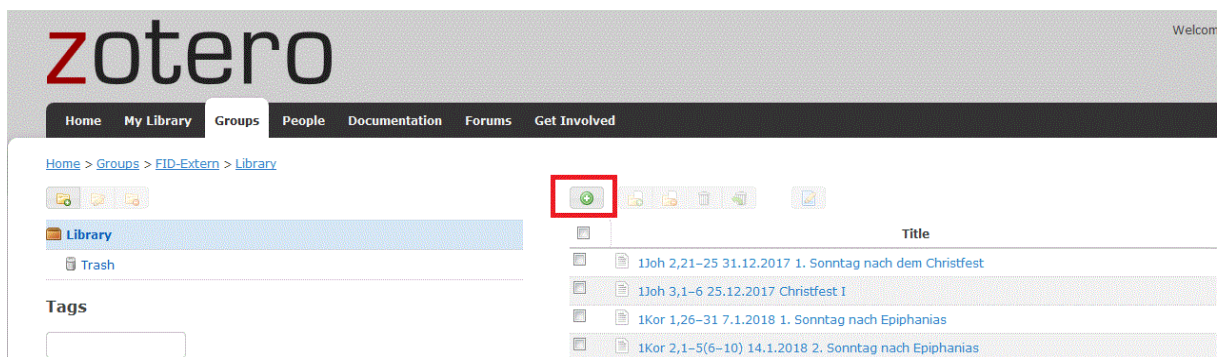 Welcom
zotero
Home My Library Groups People Documentation Forums Get Involved
Home > Groups > FID-Extern > Library
Library
Trash
Tags
Title
1Joh 2,21–25 31.12.2017 1. Sonntag nach dem Christfest
1Joh 3,1–6 25.12.2017 Christfest I
1Kor 1,26–31 7.1.2018 1. Sonntag nach Epiphanias
1Kor 2,1–5(6–10) 14.1.2018 2. Sonntag nach Epiphanias